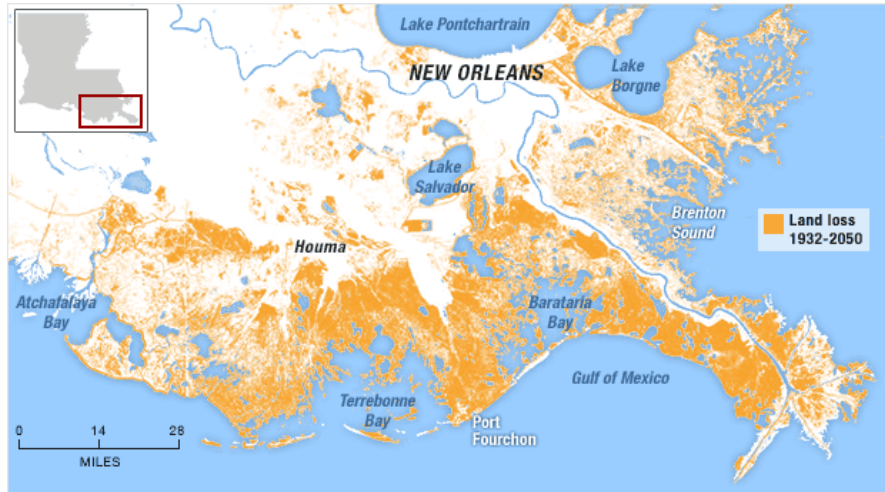 Lake Pontchartrain
NEW ORLEANS
Lake
Borgne
Lake
Salvador
Brenton
Sound
Land loss
1932-2050
Houma
Atchafalaya
Bay
Barataria
Bay
Gulf of Mexico
Terrebonne
Bay
Port
Fourchon
0 14 28
MILES